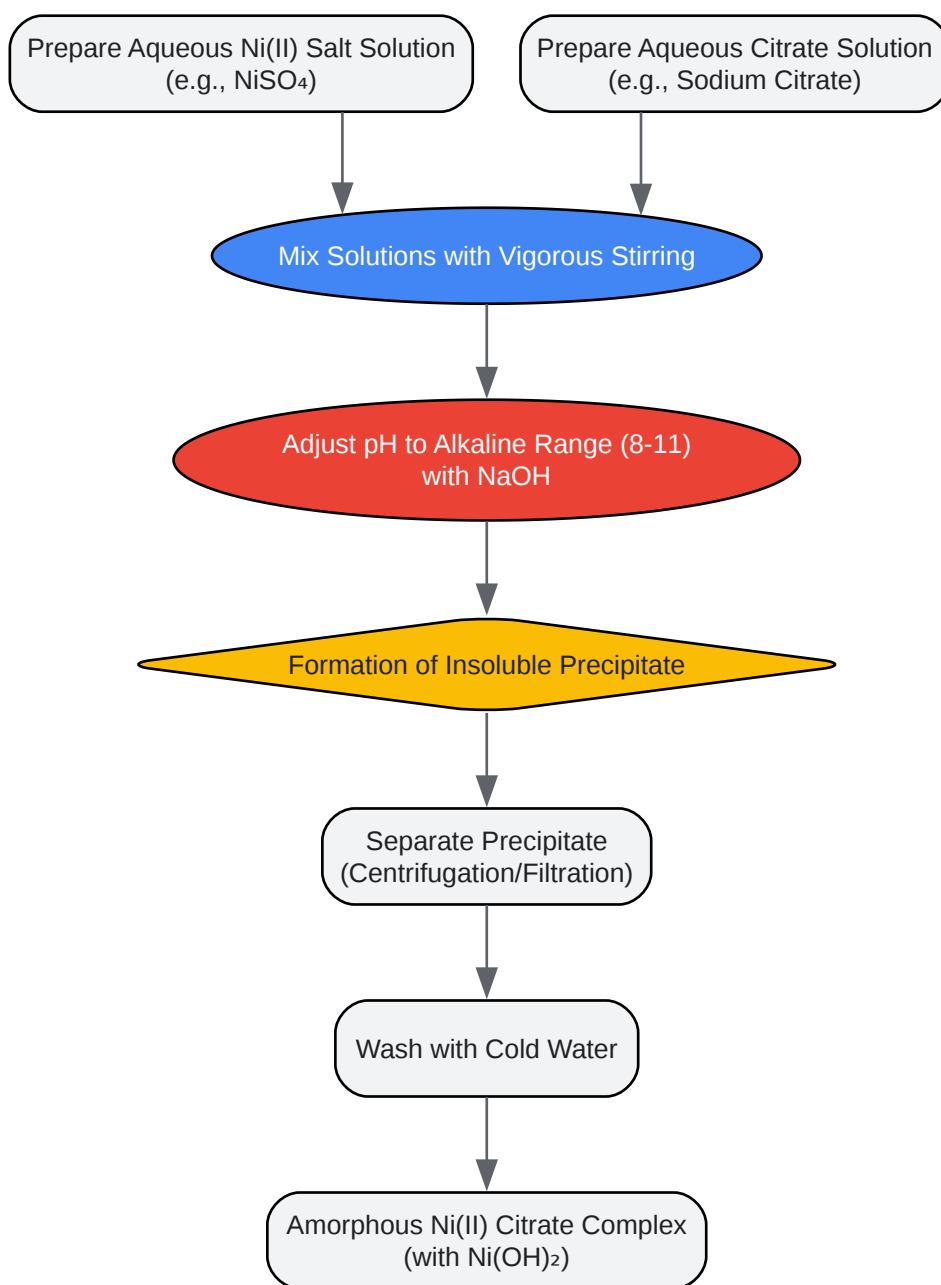 Prepare Aqueous Ni(II) Salt Solution
(e.g., NiSO₄)
Prepare Aqueous Citrate Solution
(e.g., Sodium Citrate)
Mix Solutions with Vigorous Stirring
Adjust pH to Alkaline Range (8-11)
with NaOH
Formation of Insoluble Precipitate
Separate Precipitate
(Centrifugation/Filtration)
Wash with Cold Water
Amorphous Ni(II) Citrate Complex
(with Ni(OH)₂)